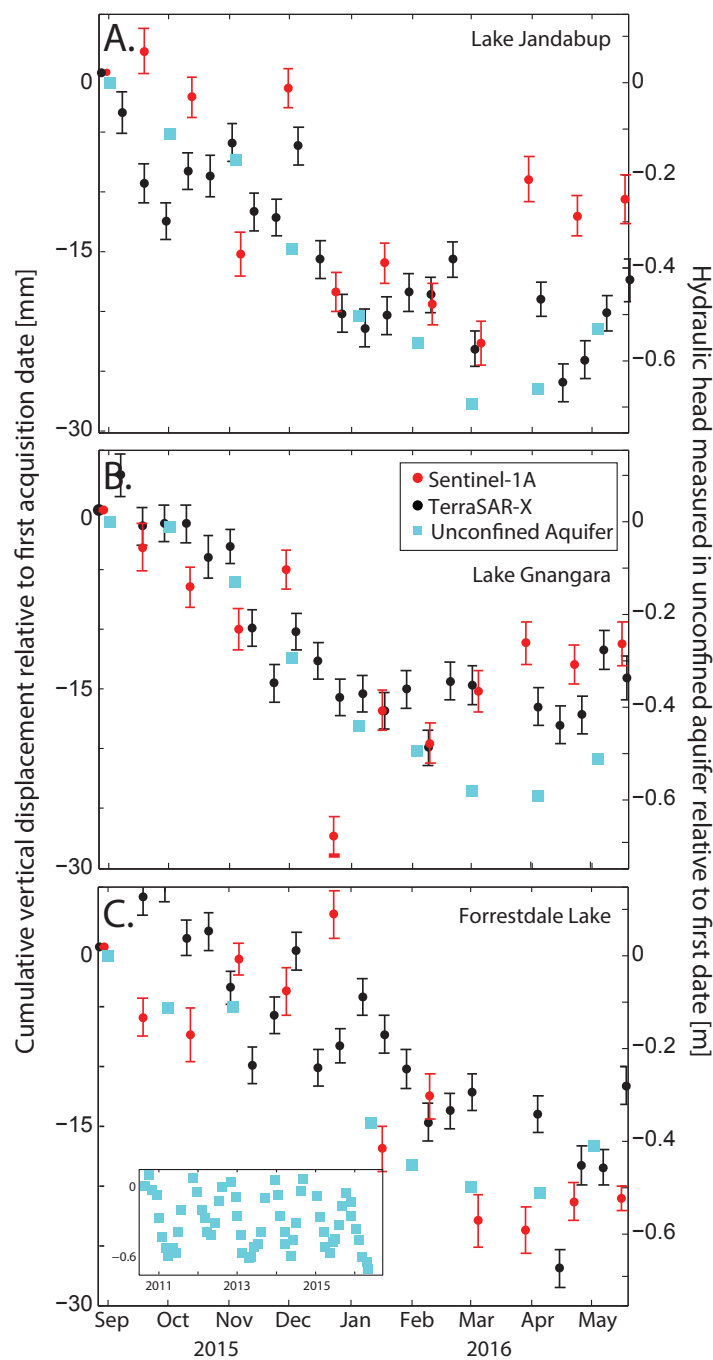 Cumulative vertical displacement relative to first acquisition date [mm]
Hydraulic head measured in unconfined aquifer relative to first date [m]
A.
Lake Jandabup
0
−15
−30
0
−0.2
−0.4
−0.6
B.
Sentinel-1A
TerraSAR-X
Unconfined Aquifer
Lake Gnangara
0
−15
−30
0
−0.2
−0.4
−0.6
C.
Forrestdale Lake
0
−15
−30
0
−0.2
−0.4
−0.6
0
−0.6
2011 2013 2015
Sep Oct Nov Dec Jan Feb Mar Apr May
2015 2016